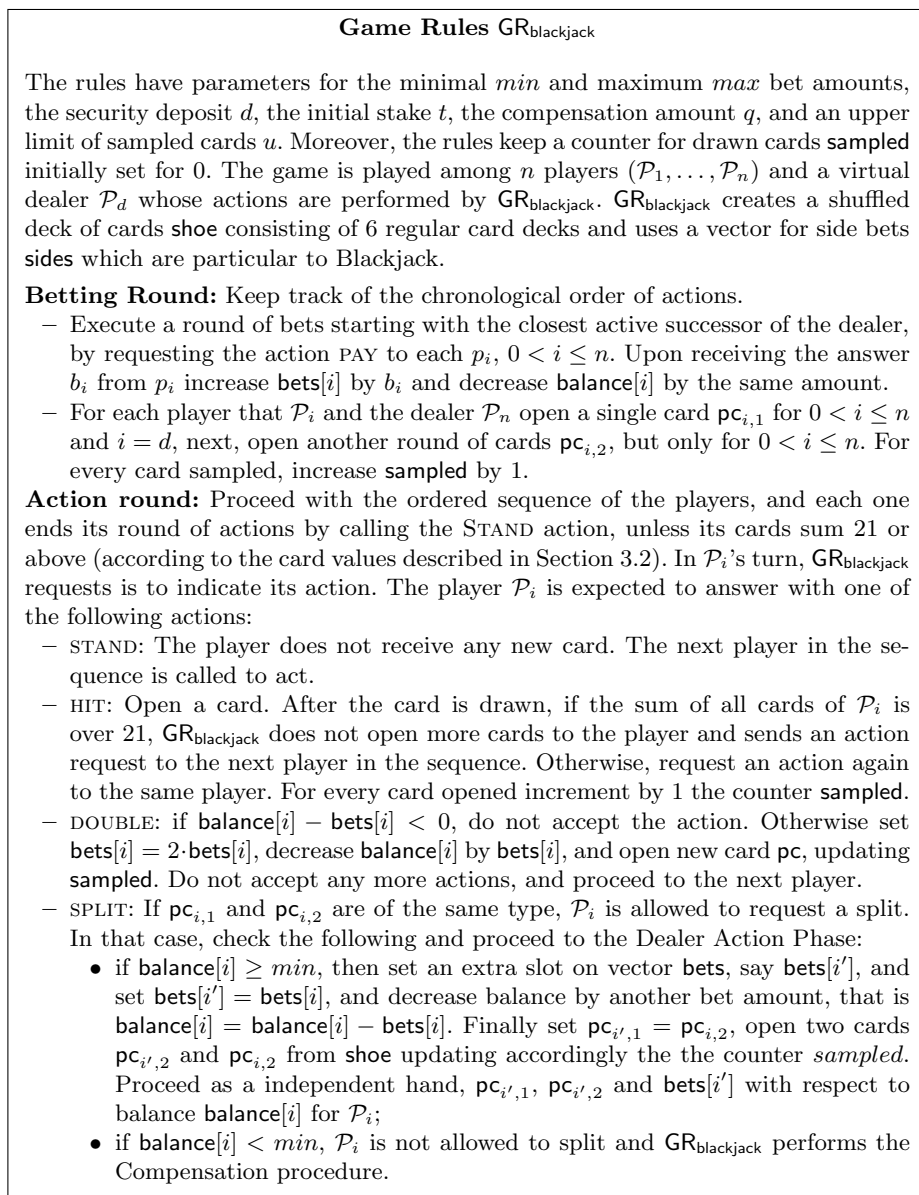 Game Rules GR_blackjack
The rules have parameters for the minimal min and maximum max bet amounts,
the security deposit d, the initial stake t, the compensation amount q, and an upper
limit of sampled cards u. Moreover, the rules keep a counter for drawn cards sampled
initially set for 0. The game is played among n players (𝒫_1, . . . , 𝒫_n) and a virtual
dealer 𝒫_d whose actions are performed by GR_blackjack. GR_blackjack creates a shuffled
deck of cards shoe consisting of 6 regular card decks and uses a vector for side bets
sides which are particular to Blackjack.
Betting Round: Keep track of the chronological order of actions.
– Execute a round of bets starting with the closest active successor of the dealer,
by requesting the action PAY to each p_i, 0 < i ≤ n. Upon receiving the answer
b_i from p_i increase bets[i] by b_i and decrease balance[i] by the same amount.
– For each player that 𝒫_i and the dealer 𝒫_n open a single card pc_{i,1} for 0 < i ≤ n
and i = d, next, open another round of cards pc_{i,2}, but only for 0 < i ≤ n. For
every card sampled, increase sampled by 1.
Action round: Proceed with the ordered sequence of the players, and each one
ends its round of actions by calling the STAND action, unless its cards sum 21 or
above (according to the card values described in Section 3.2). In 𝒫_i's turn, GR_blackjack
requests is to indicate its action. The player 𝒫_i is expected to answer with one of
the following actions:
– STAND: The player does not receive any new card. The next player in the se-
quence is called to act.
– HIT: Open a card. After the card is drawn, if the sum of all cards of 𝒫_i is
over 21, GR_blackjack does not open more cards to the player and sends an action
request to the next player in the sequence. Otherwise, request an action again
to the same player. For every card opened increment by 1 the counter sampled.
– DOUBLE: if balance[i] − bets[i] < 0, do not accept the action. Otherwise set
bets[i] = 2·bets[i], decrease balance[i] by bets[i], and open new card pc, updating
sampled. Do not accept any more actions, and proceed to the next player.
– SPLIT: If pc_{i,1} and pc_{i,2} are of the same type, 𝒫_i is allowed to request a split.
In that case, check the following and proceed to the Dealer Action Phase:
• if balance[i] ≥ min, then set an extra slot on vector bets, say bets[i′], and
set bets[i′] = bets[i], and decrease balance by another bet amount, that is
balance[i] = balance[i] − bets[i]. Finally set pc_{i′,1} = pc_{i,2}, open two cards
pc_{i′,2} and pc_{i,2} from shoe updating accordingly the the counter sampled.
Proceed as a independent hand, pc_{i′,1}, pc_{i′,2} and bets[i′] with respect to
balance balance[i] for 𝒫_i;
• if balance[i] < min, 𝒫_i is not allowed to split and GR_blackjack performs the
Compensation procedure.